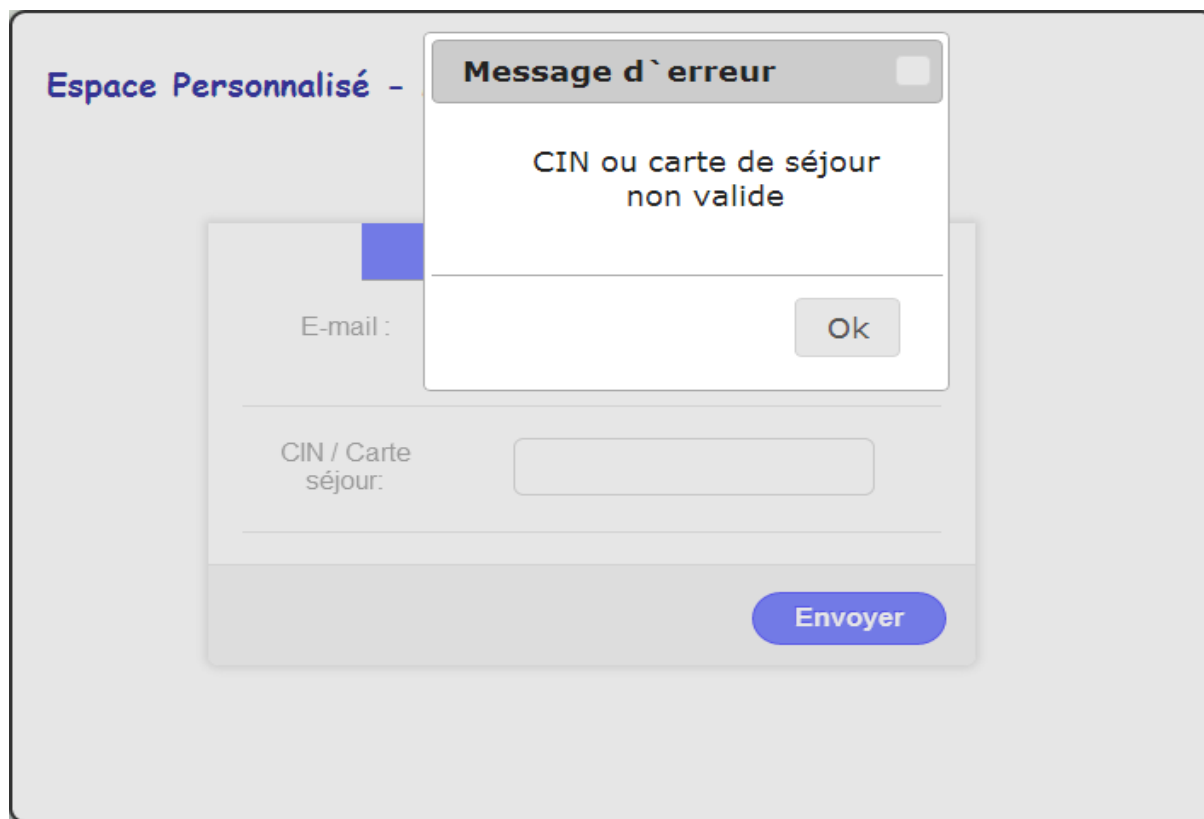 Espace Personnalisé -
Message d`erreur
CIN ou carte de séjour
non valide
Ok
E-mail :
CIN / Carte
séjour:
Envoyer